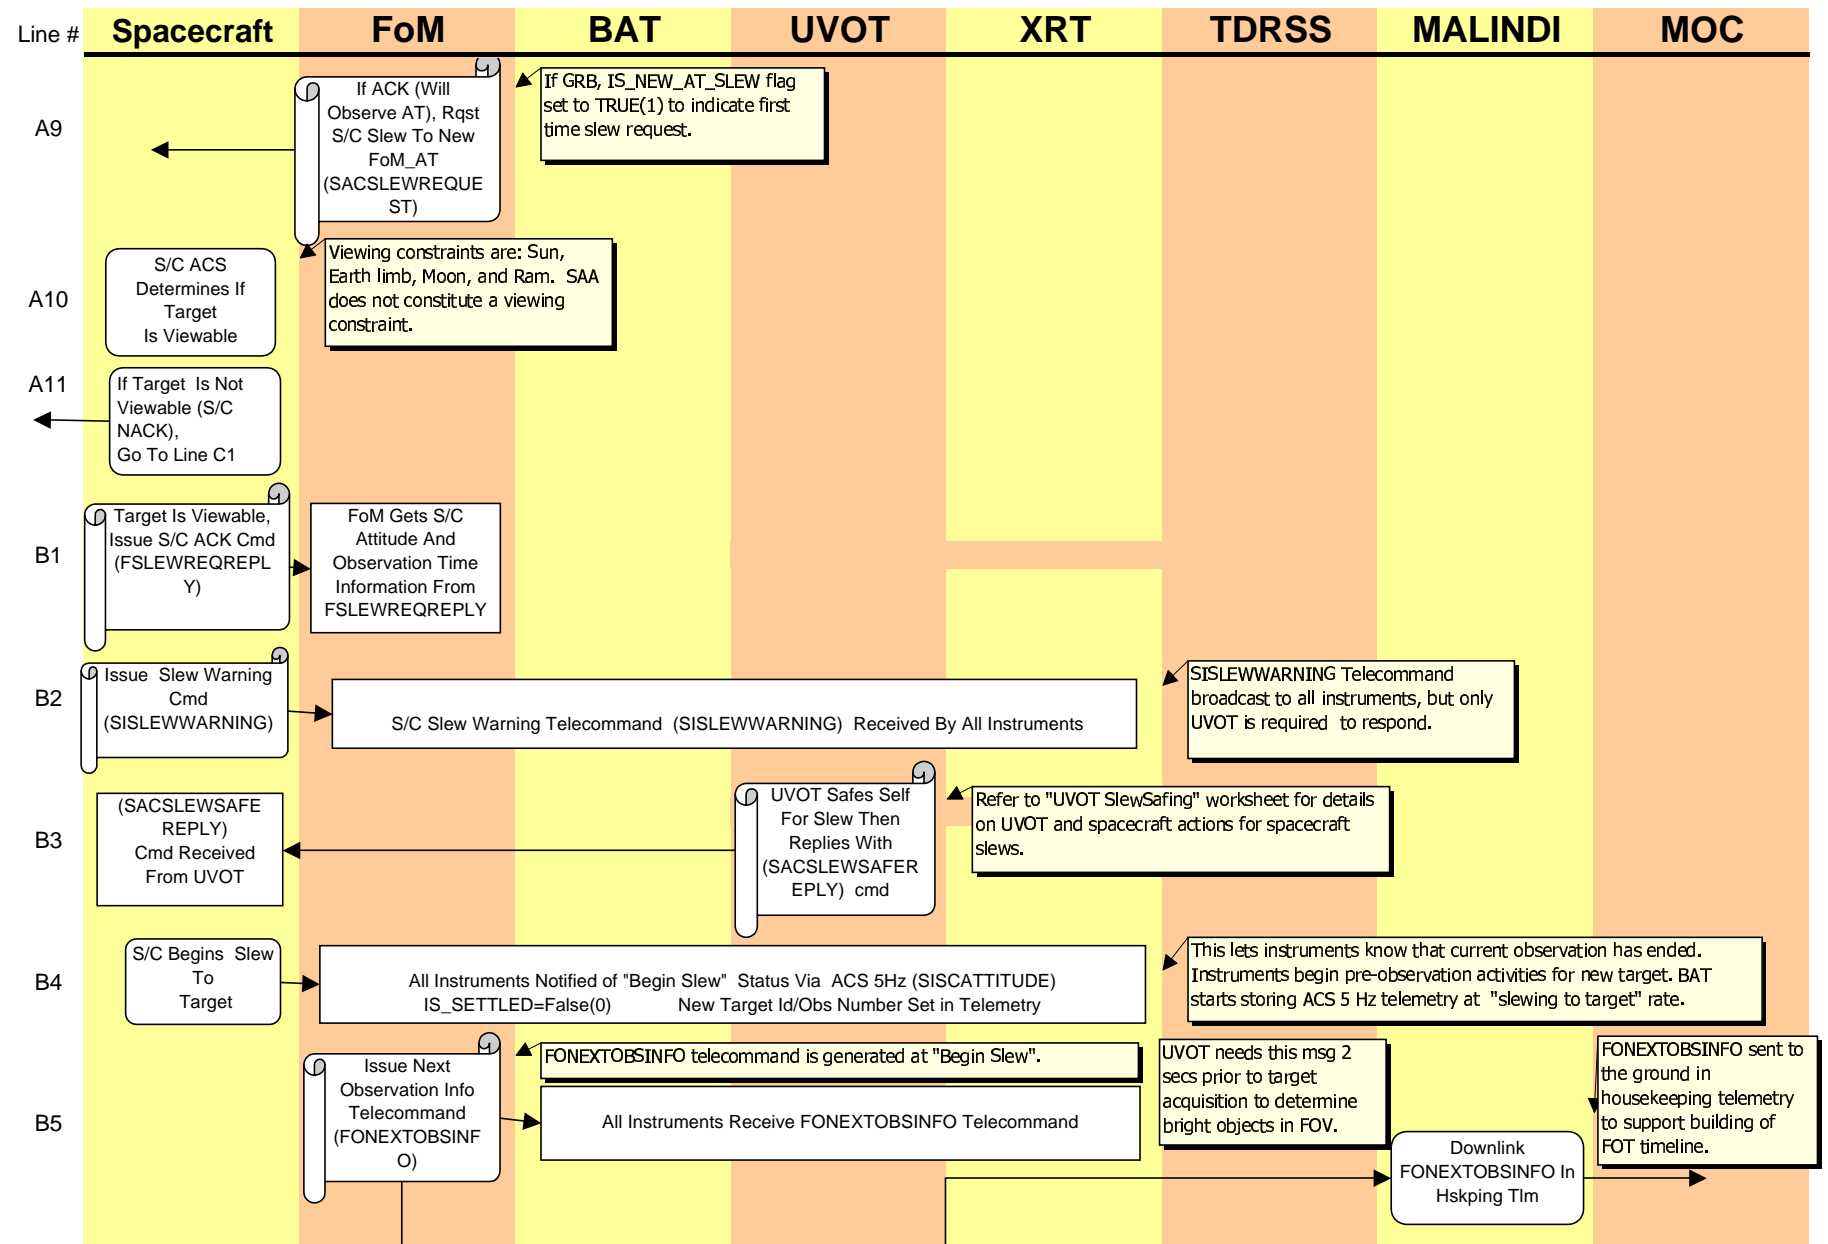 Line # Spacecraft FoM BAT UVOT XRT TDRSS MALINDI MOC
A9
If ACK (Will
Observe AT), Rqst
S/C Slew To New
FoM_AT
(SACSLEWREQUE
ST)
If GRB, IS_NEW_AT_SLEW flag
set to TRUE(1) to indicate first
time slew request.
A10
S/C ACS
Determines If
Target
Is Viewable
Viewing constraints are: Sun,
Earth limb, Moon, and Ram. SAA
does not constitute a viewing
constraint.
A11
If Target Is Not
Viewable (S/C
NACK),
Go To Line C1
B1
Target Is Viewable,
Issue S/C ACK Cmd
(FSLEWREQREPL
Y)
FoM Gets S/C
Attitude And
Observation Time
Information From
FSLEWREQREPLY
B2
Issue Slew Warning
Cmd
(SISLEWWARNING)
S/C Slew Warning Telecommand (SISLEWWARNING) Received By All Instruments
SISLEWWARNING Telecommand
broadcast to all instruments, but only
UVOT is required to respond.
B3
(SACSLEWSAFE
REPLY)
Cmd Received
From UVOT
UVOT Safes Self
For Slew Then
Replies With
(SACSLEWSAFER
EPLY) cmd
Refer to "UVOT SlewSafing" worksheet for details
on UVOT and spacecraft actions for spacecraft
slews.
B4
S/C Begins Slew
To
Target
All Instruments Notified of "Begin Slew" Status Via ACS 5Hz (SISCATTITUDE)
IS_SETTLED=False(0) New Target Id/Obs Number Set in Telemetry
This lets instruments know that current observation has ended.
Instruments begin pre-observation activities for new target. BAT
starts storing ACS 5 Hz telemetry at "slewing to target" rate.
B5
Issue Next
Observation Info
Telecommand
(FONEXTOBSINF
O)
FONEXTOBSINFO telecommand is generated at "Begin Slew".
All Instruments Receive FONEXTOBSINFO Telecommand
UVOT needs this msg 2
secs prior to target
acquisition to determine
bright objects in FOV.
Downlink
FONEXTOBSINFO In
Hskping Tlm
FONEXTOBSINFO sent to
the ground in
housekeeping telemetry
to support building of
FOT timeline.